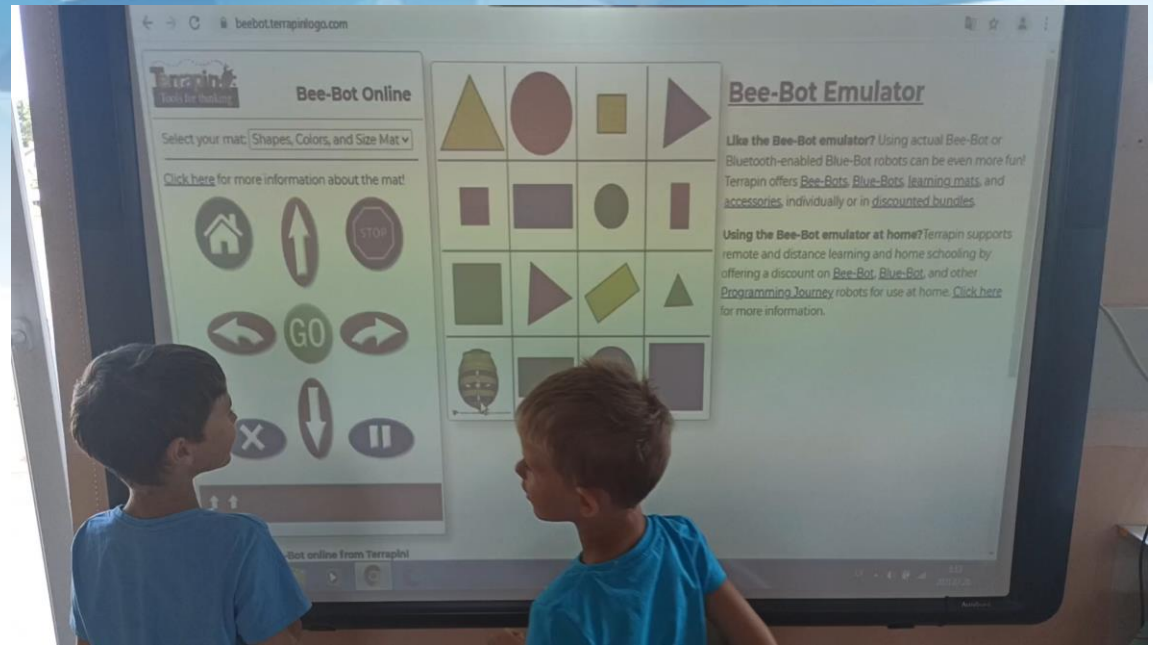 beebot.terrapinlogo.com
Terrapin
Tools for thinking
Bee-Bot Online
Select your mat: Shapes, Colors, and Size Mat
Click here for more information about the mat!
STOP
GO
-Bot online from Terrapin!
Bee-Bot Emulator
Like the Bee-Bot emulator? Using actual Bee-Bot or
Bluetooth-enabled Blue-Bot robots can be even more fun!
Terrapin offers Bee-Bots, Blue-Bots, learning mats, and
accessories, individually or in discounted bundles.
Using the Bee-Bot emulator at home? Terrapin supports
remote and distance learning and home schooling by
offering a discount on Bee-Bot, Blue-Bot, and other
Programming Journey robots for use at home. Click here
for more information.